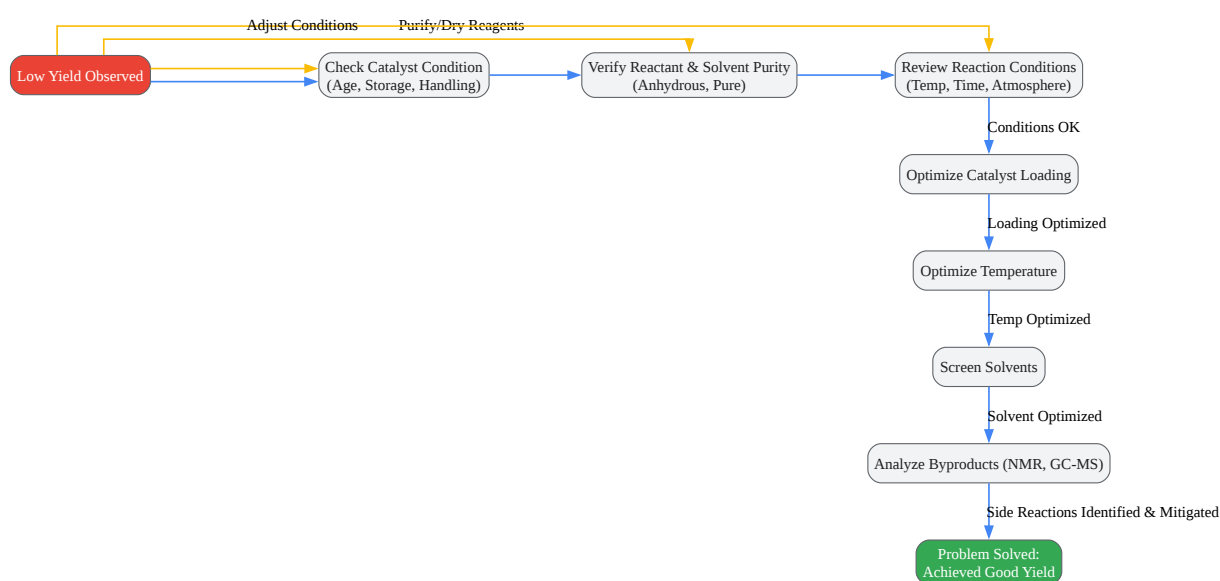 Adjust Conditions
Purify/Dry Reagents
Low Yield Observed
Check Catalyst Condition
(Age, Storage, Handling)
Verify Reactant & Solvent Purity
(Anhydrous, Pure)
Review Reaction Conditions
(Temp, Time, Atmosphere)
Conditions OK
Optimize Catalyst Loading
Loading Optimized
Optimize Temperature
Temp Optimized
Screen Solvents
Solvent Optimized
Analyze Byproducts (NMR, GC-MS)
Side Reactions Identified & Mitigated
Problem Solved:
Achieved Good Yield